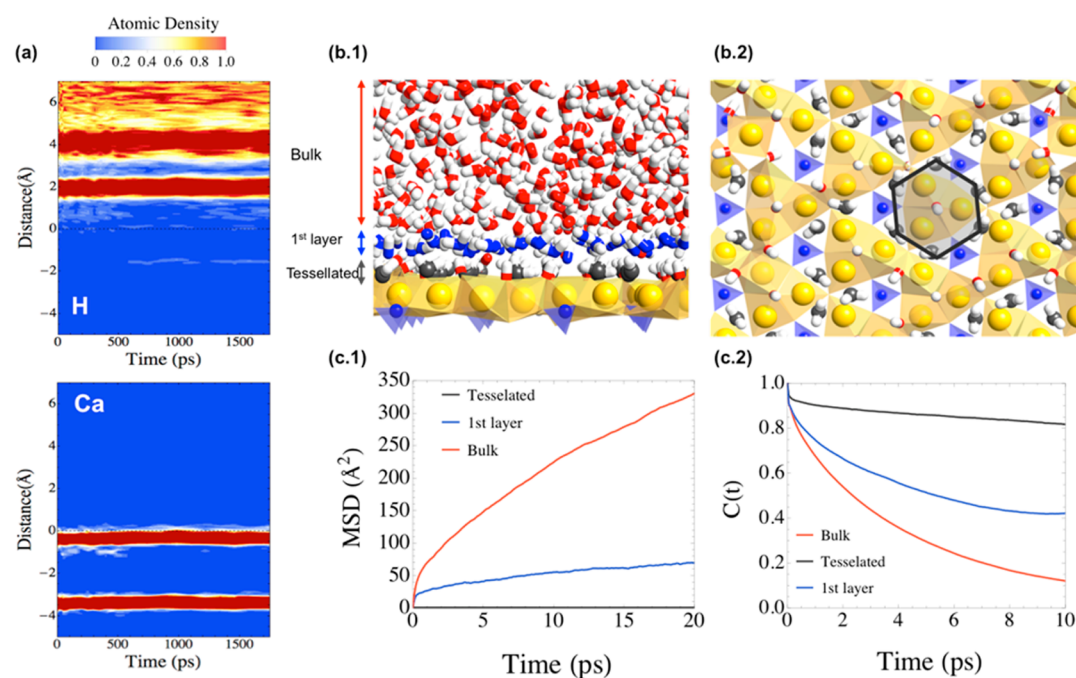 Atomic Density
0 0.2 0.4 0.6 0.8 1.0
(a)
6
4
2
0
−2
−4
Distance(Å)
H
0 500 1000 1500
Time (ps)
Ca
6
4
2
0
−2
−4
Distance(Å)
0 500 1000 1500
Time (ps)
(b.1)
Bulk
1st layer
Tessellated
(b.2)
(c.1)
350
300
250
200
150
100
50
0
MSD (Å2)
Tesselated
1st layer
Bulk
0 5 10 15 20
Time (ps)
(c.2)
1.0
0.8
0.6
0.4
0.2
0.0
C(t)
Bulk
Tesselated
1st layer
0 2 4 6 8 10
Time (ps)